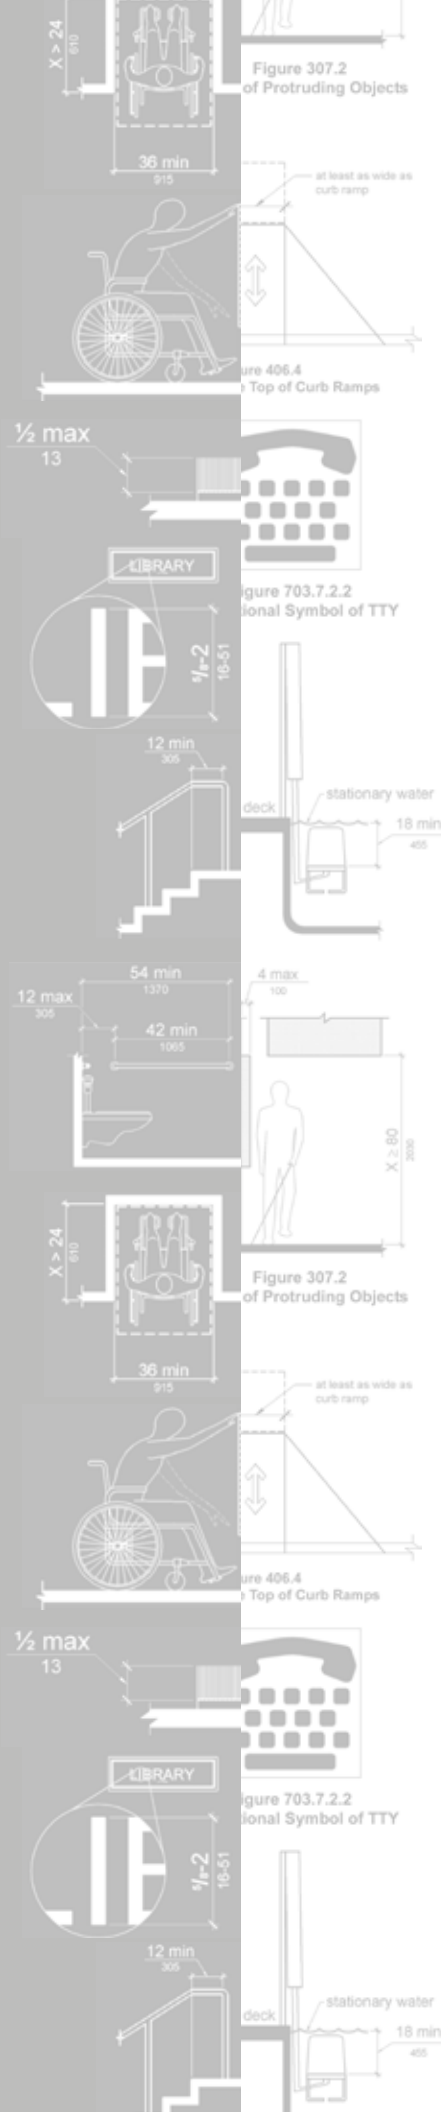 X > 24
610
Figure 307.2
of Protruding Objects
36 min
915
at least as wide as
curb ramp
ure 406.4
Top of Curb Ramps
½ max
13
LIBRARY
igure 703.7.2.2
ional Symbol of TTY
⁵/₈-2
16-51
12 min
305
deck
stationary water
18 min
455
54 min
1370
4 max
100
12 max
305
42 min
1065
X ≥ 80
2030
X > 24
610
Figure 307.2
of Protruding Objects
36 min
915
at least as wide as
curb ramp
ure 406.4
Top of Curb Ramps
½ max
13
LIBRARY
igure 703.7.2.2
ional Symbol of TTY
⁵/₈-2
16-51
12 min
305
deck
stationary water
18 min
455